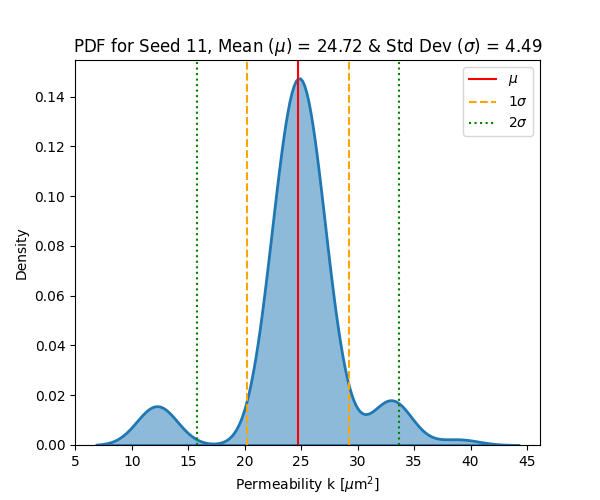 PDF for Seed 11, Mean (μ) = 24.72 & Std Dev (σ) = 4.49
μ
1σ
2σ
0.14
0.12
0.10
0.08
0.06
0.04
0.02
0.00
Density
5 10 15 20 25 30 35 40 45
Permeability k [μm²]